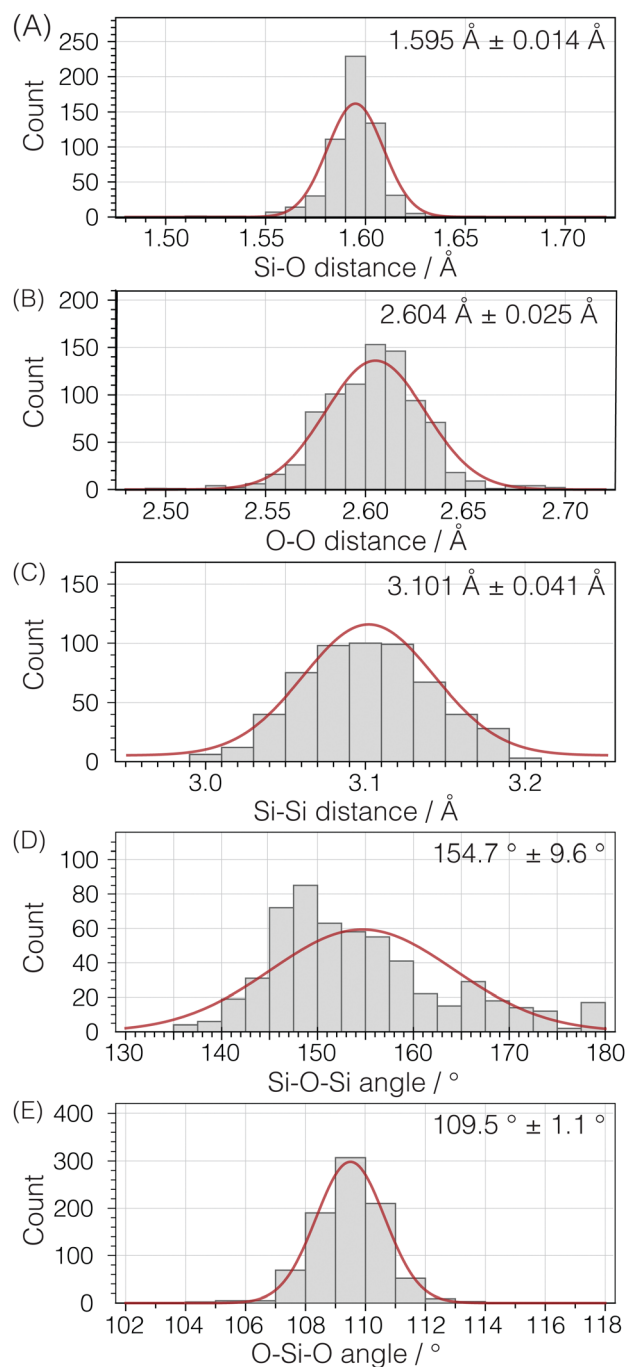 (A)
1.595 Å ± 0.014 Å
250
200
150
100
50
0
Count
1.50 1.55 1.60 1.65 1.70
Si-O distance / Å
(B)
2.604 Å ± 0.025 Å
200
150
100
50
0
Count
2.50 2.55 2.60 2.65 2.70
O-O distance / Å
(C)
3.101 Å ± 0.041 Å
150
100
50
0
Count
3.0 3.1 3.2
Si-Si distance / Å
(D)
154.7 ° ± 9.6 °
100
80
60
40
20
0
Count
130 140 150 160 170 180
Si-O-Si angle / °
(E)
109.5 ° ± 1.1 °
400
300
200
100
0
Count
102 104 106 108 110 112 114 116 118
O-Si-O angle / °